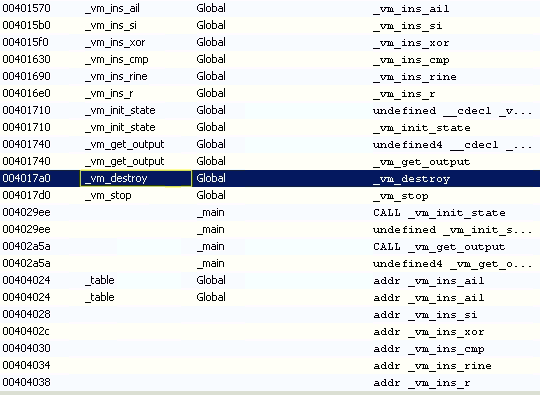 00401570 _vm_ins_ail Global _vm_ins_ail
004015b0 _vm_ins_si Global _vm_ins_si
004015f0 _vm_ins_xor Global _vm_ins_xor
00401630 _vm_ins_cmp Global _vm_ins_cmp
00401690 _vm_ins_rine Global _vm_ins_rine
004016e0 _vm_ins_r Global _vm_ins_r
00401710 _vm_init_state Global undefined __cdecl _v...
00401710 _vm_init_state Global _vm_init_state
00401740 _vm_get_output Global undefined4 __cdecl _...
00401740 _vm_get_output Global _vm_get_output
004017a0 _vm_destroy Global _vm_destroy
004017d0 _vm_stop Global _vm_stop
004029ee _main CALL _vm_init_state
004029ee _main undefined _vm_init_s...
00402a5a _main CALL _vm_get_output
00402a5a _main undefined4 _vm_get_o...
00404024 _table Global addr _vm_ins_ail
00404024 _table Global addr _vm_ins_ail
00404028 addr _vm_ins_si
0040402c addr _vm_ins_xor
00404030 addr _vm_ins_cmp
00404034 addr _vm_ins_rine
00404038 addr _vm_ins_r